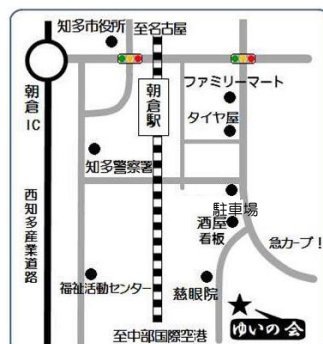 知多市役所
至名古屋
朝倉
IC
朝倉駅
ファミリーマート
タイヤ屋
知多警察署
駐車場
酒屋
看板
急カーブ!
西知多産業道路
福祉活動センター
慈眼院
ゆいの会
至中部国際空港